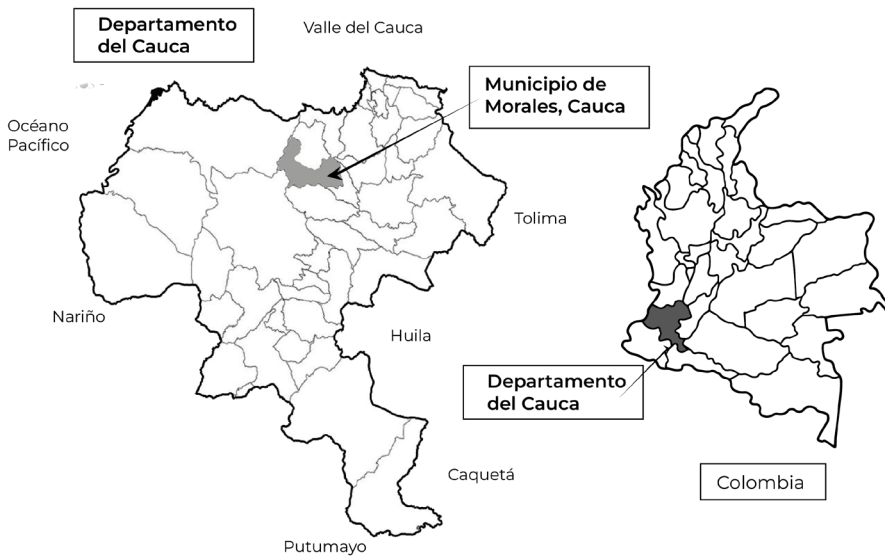 Departamento
del Cauca
Valle del Cauca
Municipio de
Morales, Cauca
Océano
Pacífico
Tolima
Nariño
Huila
Departamento
del Cauca
Caquetá
Colombia
Putumayo